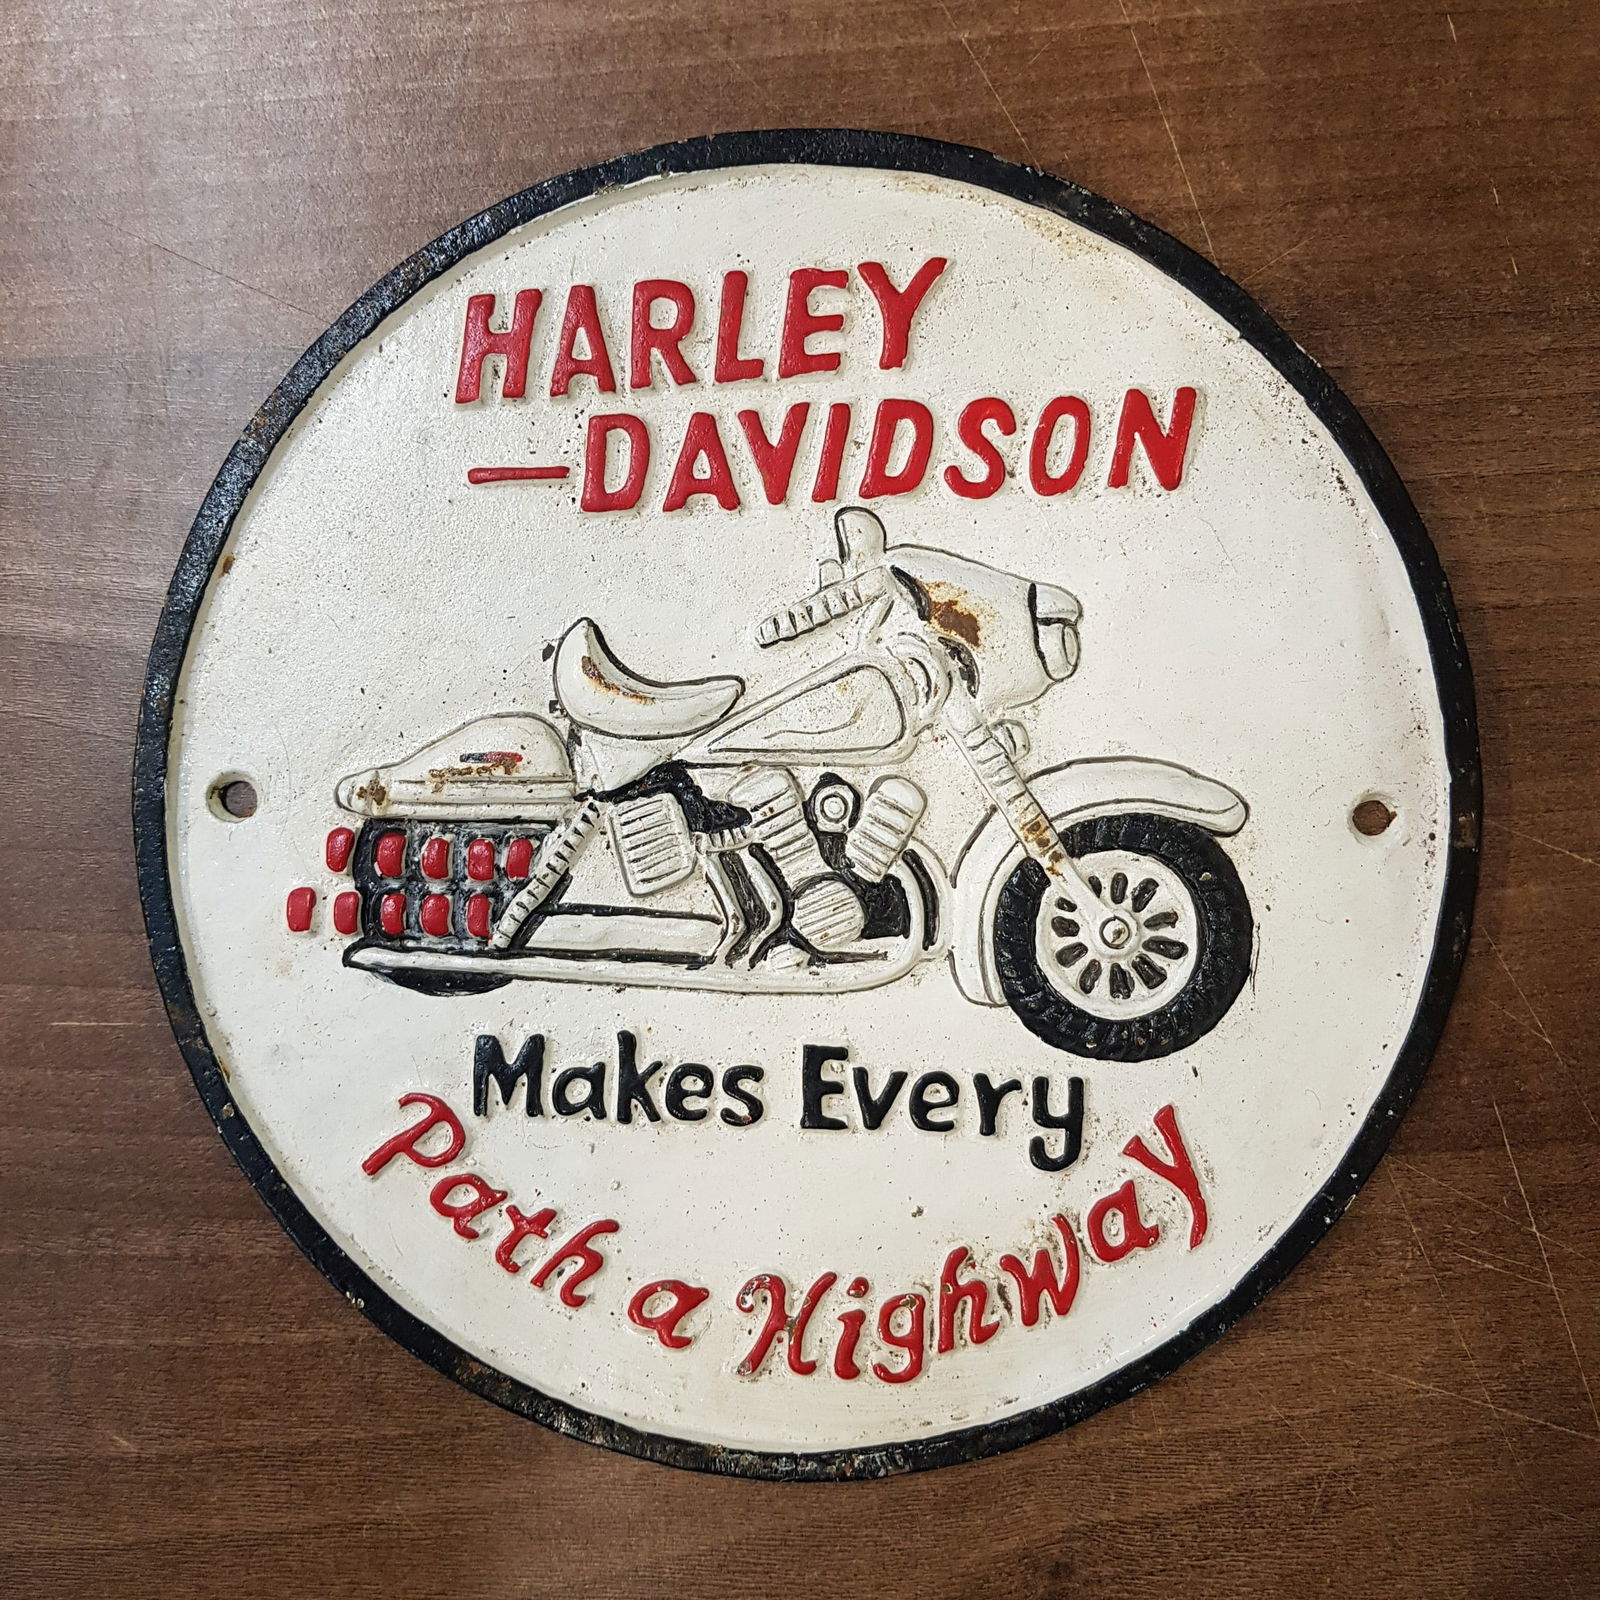 HARLEY
—DAVIDSON
Makes Every
Path a Highway